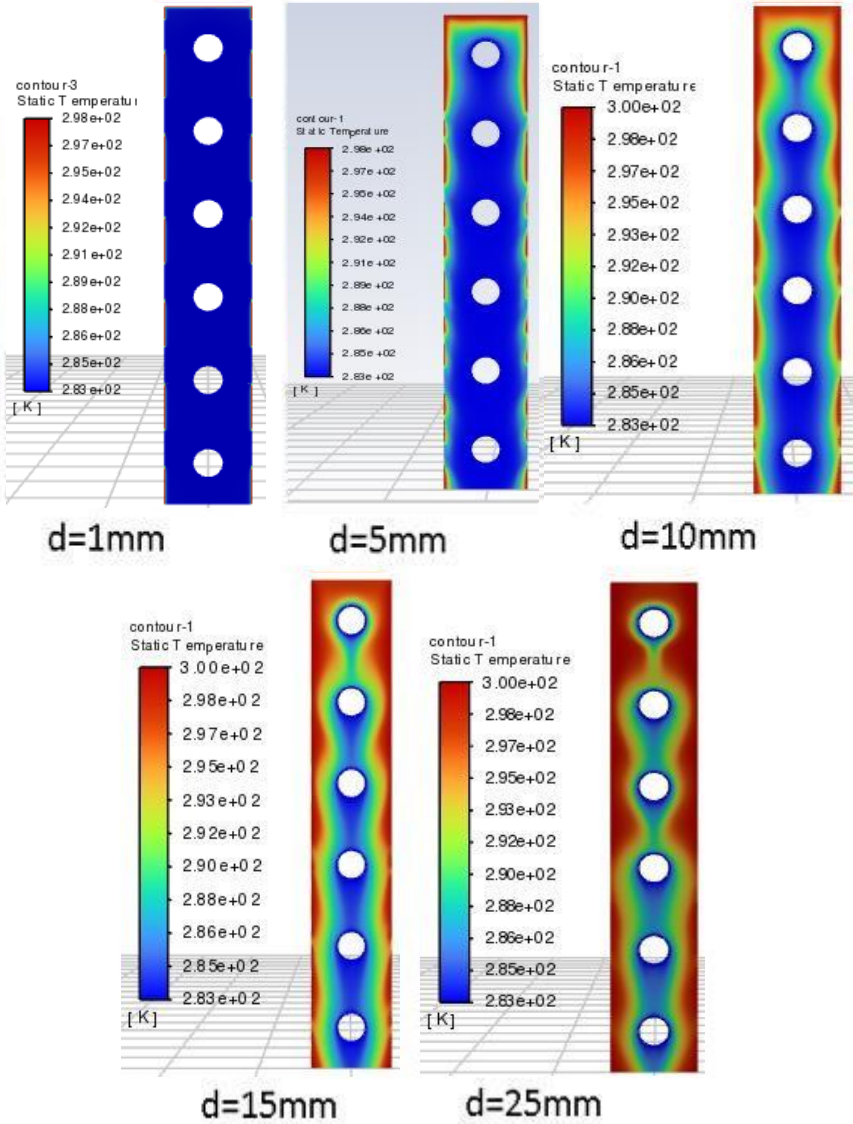 contour-3
Static T emperatur
2.98e+02
2.97e+02
2.95e+02
2.94e+02
2.92e+02
2.91e+02
2.89e+02
2.88e+02
2.86e+02
2.85e+02
2.83e+02
[ K ]
d=1mm
contour-1
Static Temperature
2.98e +02
2.97e +02
2.95e +02
2.94e +02
2.92e +02
2.91e +02
2.89e +02
2.88e +02
2.86e +02
2.85e +02
2.83e +02
[ K ]
d=5mm
contour-1
Static Temperature
3.00e+02
2.98e+02
2.96e+02
2.95e+02
2.93e+02
2.92e+02
2.90e+02
2.88e+02
2.86e+02
2.85e+02
2.83e+02
[ K ]
d=10mm
contour-1
Static T emperature
3.00e+02
2.98e+02
2.97e+02
2.95e+02
2.93e+02
2.92e+02
2.90e+02
2.88e+02
2.87e+02
2.85e+02
2.83e+02
[ K ]
d=15mm
contour-1
Static T emperature
3.00e+02
2.98e+02
2.97e+02
2.95e+02
2.93e+02
2.92e+02
2.90e+02
2.88e+02
2.86e+02
2.85e+02
2.83e+02
[ K ]
d=25mm